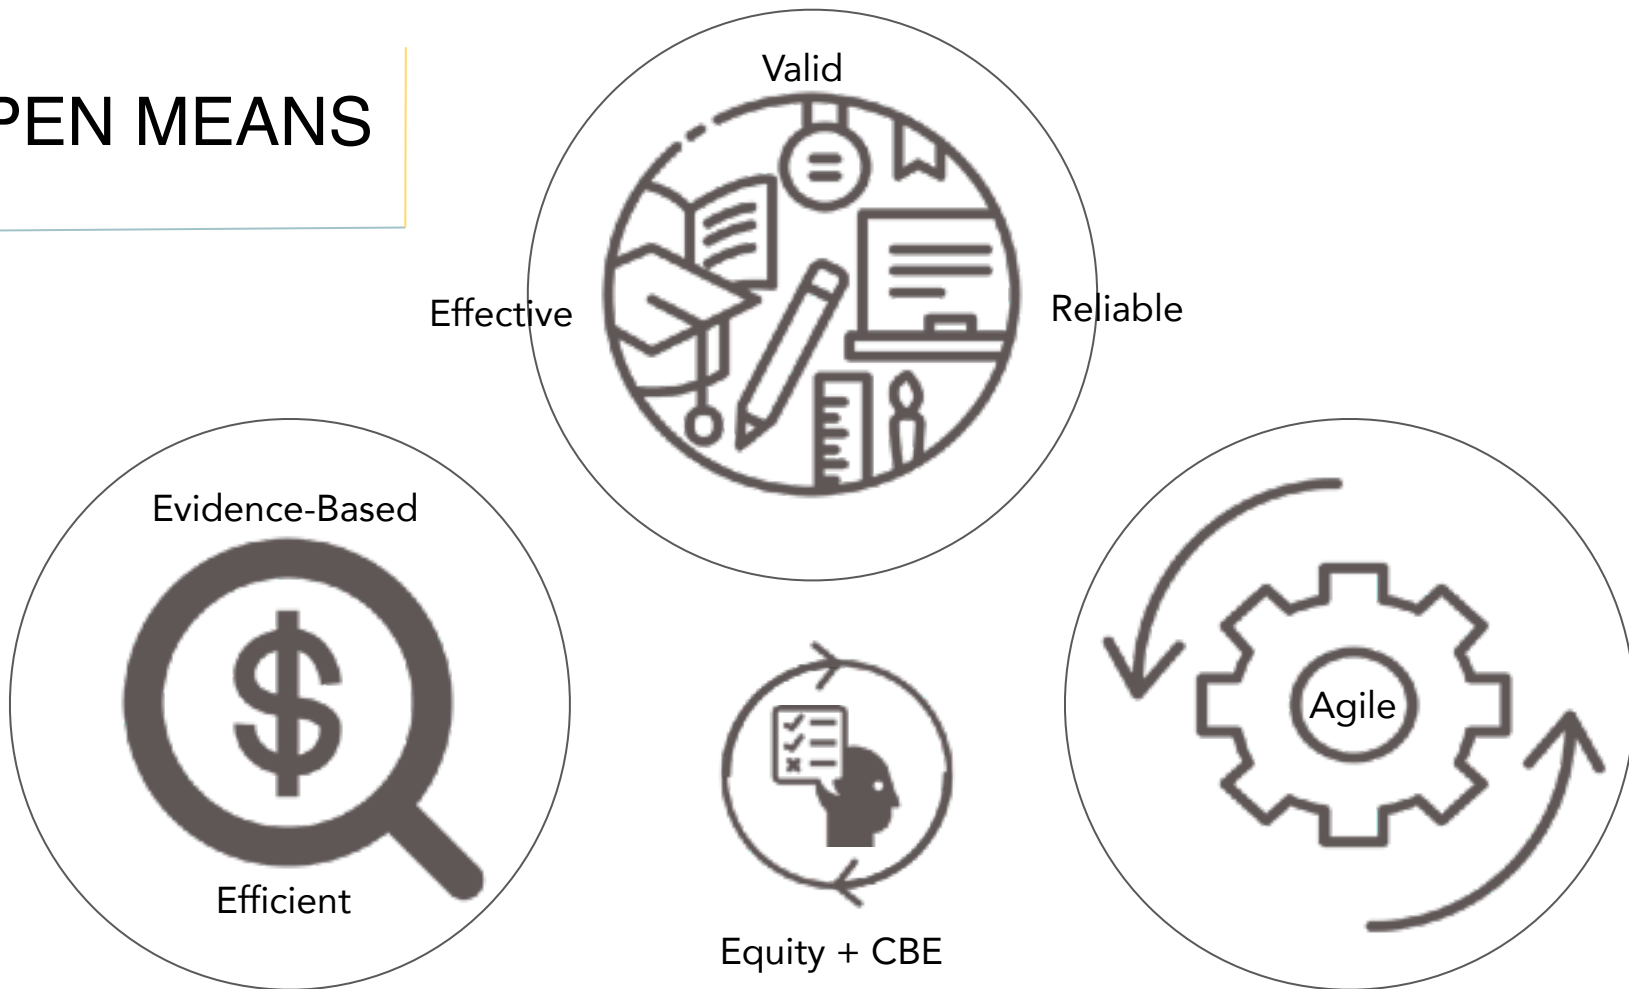 PEN MEANS
Valid
Effective
Reliable
Evidence-Based
Efficient
Agile
Equity + CBE